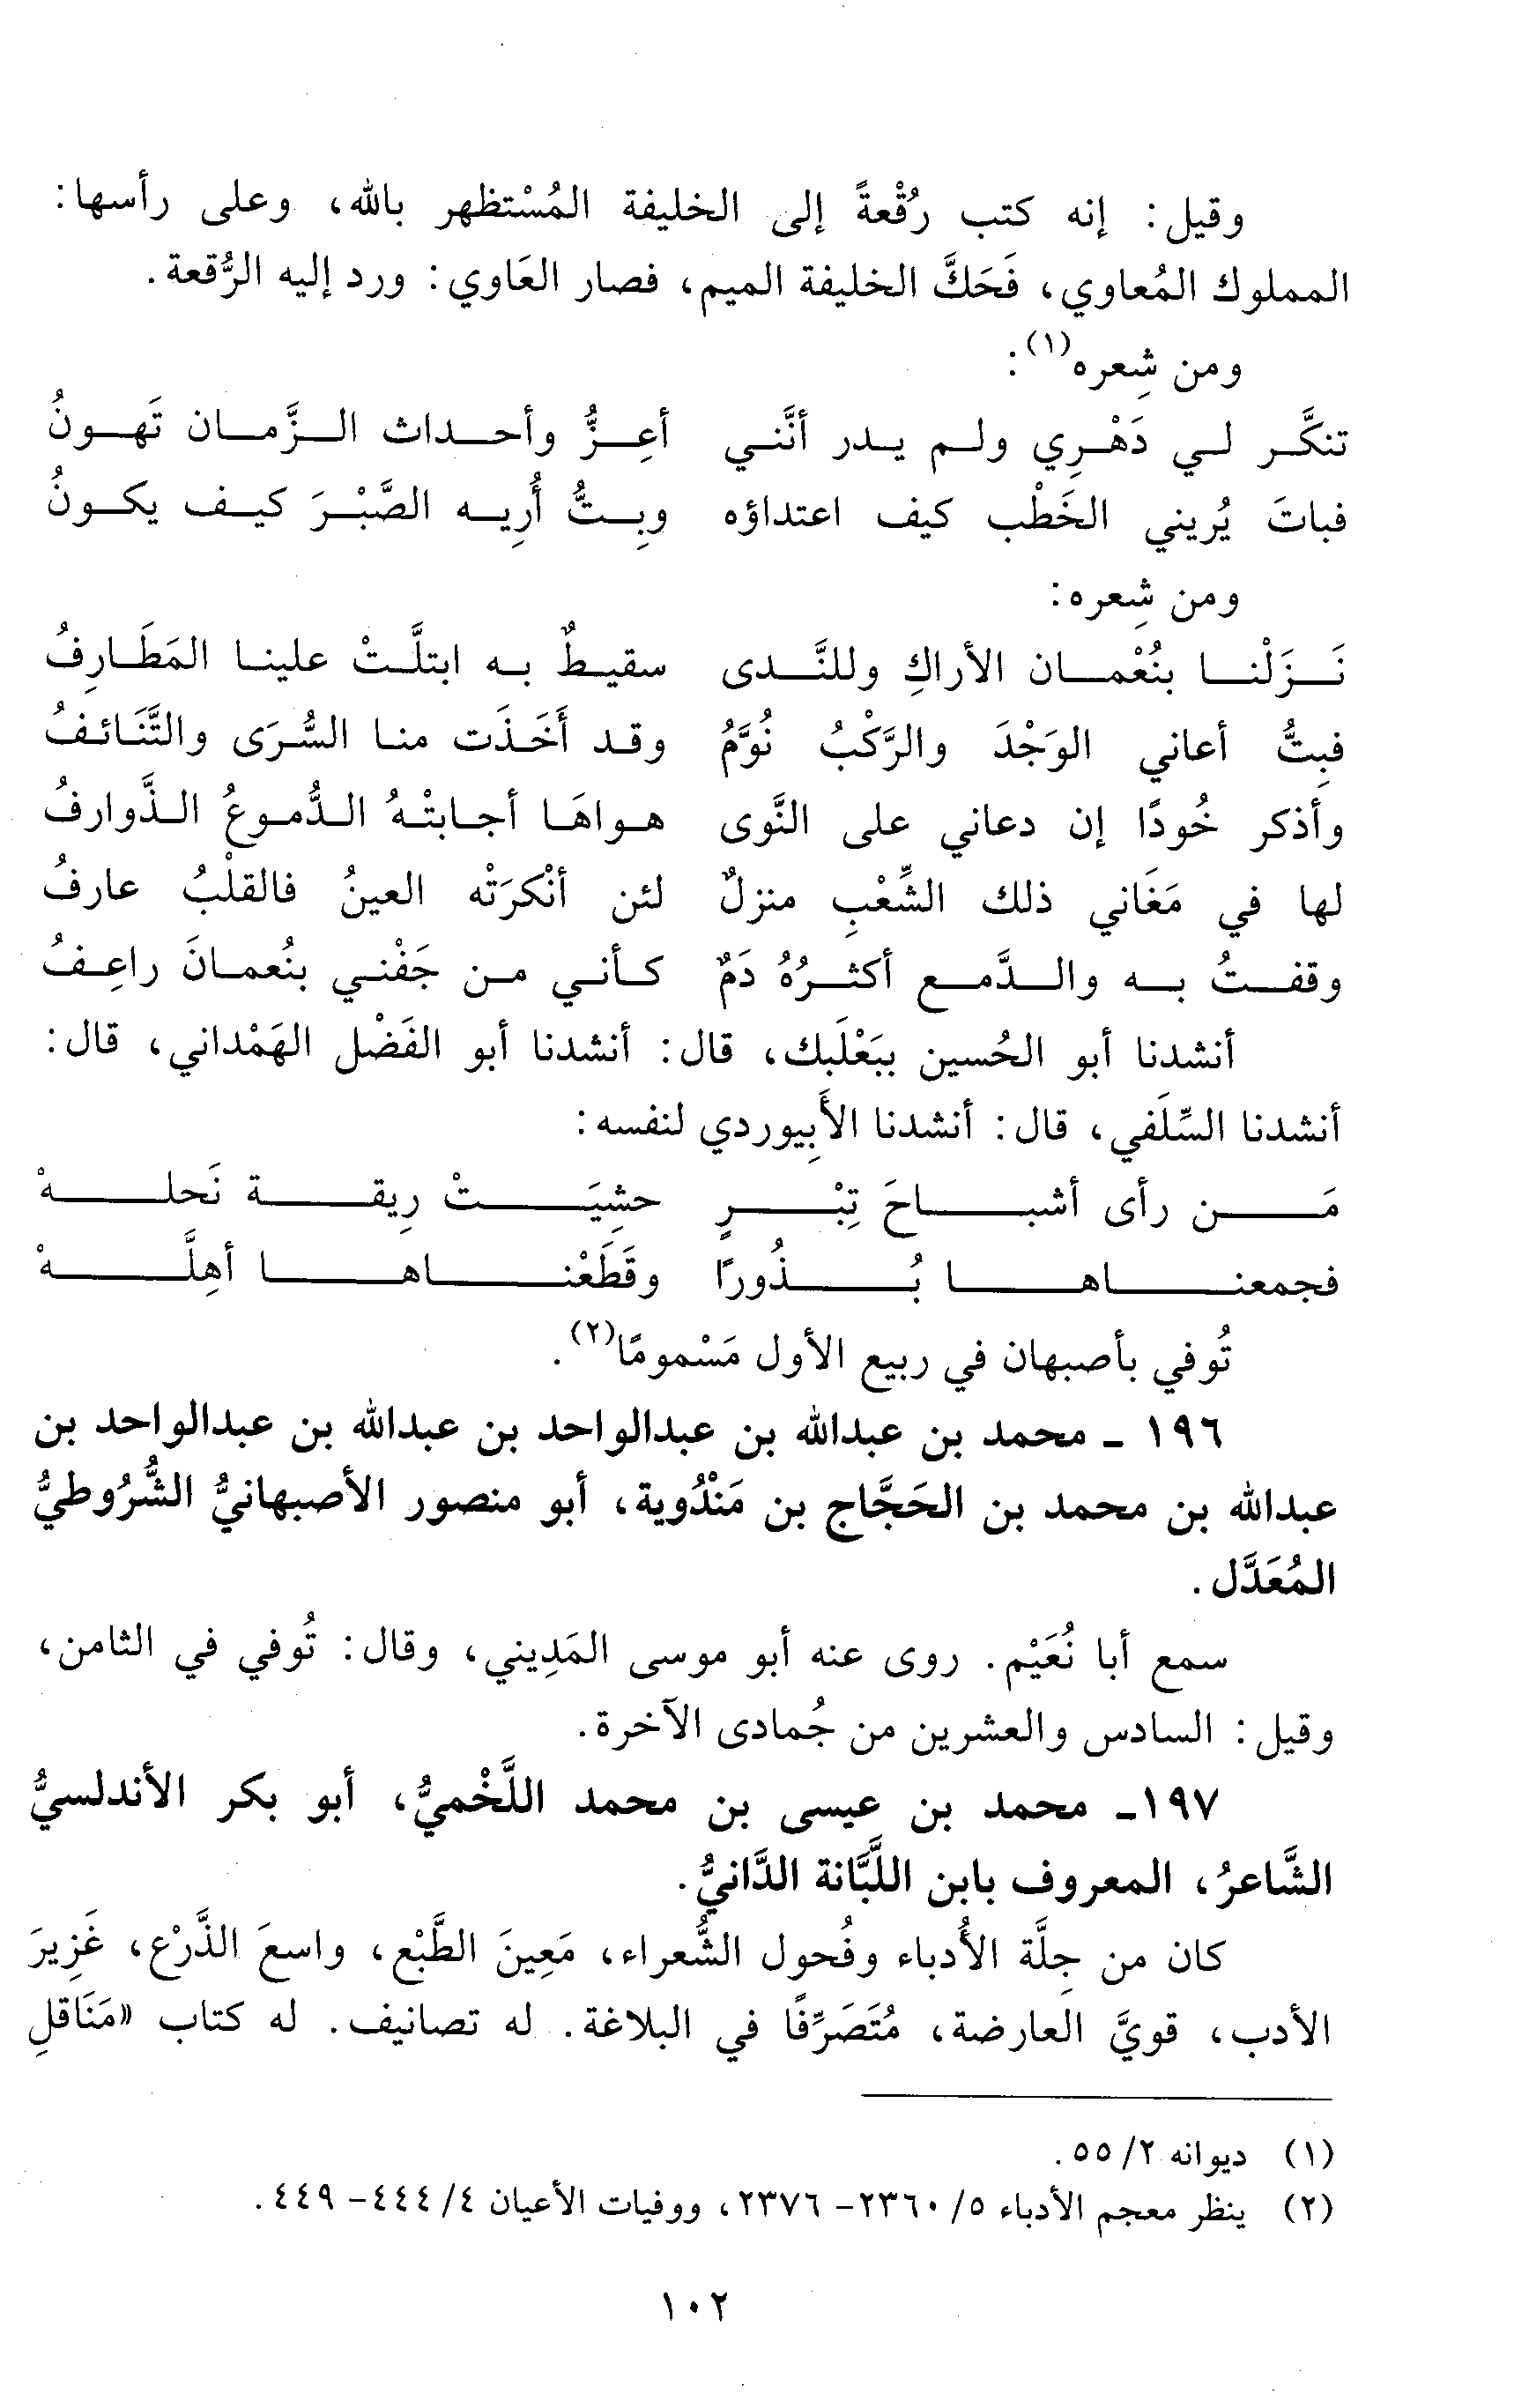 وقيل: إنه كتب رُقْعةً إلى الخليفة المُسْتظهر بالله، وعلى رأسها:
المملوك المُعاوي، فَحَكَّ الخليفة الميم، فصار العَاوي: ورد إليه الرُّقعة.
ومن شِعره(١):
تنكَّر لي دَهْرِي ولم يدر أنَّني أعِزُّ وأحداث الزَّمان تَهونُ
فباتَ يُريني الخَطْب كيف اعتداؤه وبِتُّ أُرِيه الصَّبْرَ كيف يكونُ
ومن شِعره:
نَزَلْنا بنُعْمان الأراكِ وللنَّدى سقيطٌ به ابتلَّتْ علينا المَطَارِفُ
فبِتُّ أعاني الوَجْدَ والرَّكْبُ نُوَّمُ وقد أَخَذَت منا السُّرَى والتَّنَائفُ
وأذكر خُودًا إن دعاني على النَّوى هواهَا أجابتْهُ الدُّموعُ الذَّوارفُ
لها في مَغَاني ذلك الشِّعْبِ منزلٌ لئن أنْكرَتْه العينُ فالقلْبُ عارفُ
وقفتُ به والدَّمع أكثرُهُ دَمٌ كأني من جَفْني بنُعمانَ راعِفُ
أنشدنا أبو الحُسين ببَعْلَبك، قال: أنشدنا أبو الفَضْل الهَمْداني، قال:
أنشدنا السِّلَفي، قال: أنشدنا الأَبِيوردي لنفسه:
مَن رأى أشباحَ تِبْرٍ حشِيَتْ رِيقة نَحلهْ
فجمعناها بُذُورًا وقَطَعْناها أهِلَّهْ
تُوفي بأصبهان في ربيع الأول مَسْمومًا(٢).
١٩٦ - محمد بن عبدالله بن عبدالواحد بن عبدالله بن عبدالواحد بن
عبدالله بن محمد بن الحَجَّاج بن مَنْدُوية، أبو منصور الأصبهانيُّ الشُّرُوطيُّ
المُعَدَّل.
سمع أبا نُعَيْم. روى عنه أبو موسى المَدِيني، وقال: تُوفي في الثامن،
وقيل: السادس والعشرين من جُمادى الآخرة.
١٩٧- محمد بن عيسى بن محمد اللَّخْميُّ، أبو بكر الأندلسيُّ
الشَّاعرُ، المعروف بابن اللَّبَّانة الدَّانيُّ.
كان من جِلَّة الأُدباء وفُحول الشُّعراء، مَعِينَ الطَّبْع، واسعَ الذَّرْع، غَزِيرَ
الأدب، قويَّ العارضة، مُتَصَرِّفًا في البلاغة. له تصانيف. له كتاب «مَنَاقلِ
(١) ديوانه ٢/ ٥٥.
(٢) ينظر معجم الأدباء ٥/ ٢٣٦٠- ٢٣٧٦، ووفيات الأعيان ٤/ ٤٤٤- ٤٤٩.
١٠٢